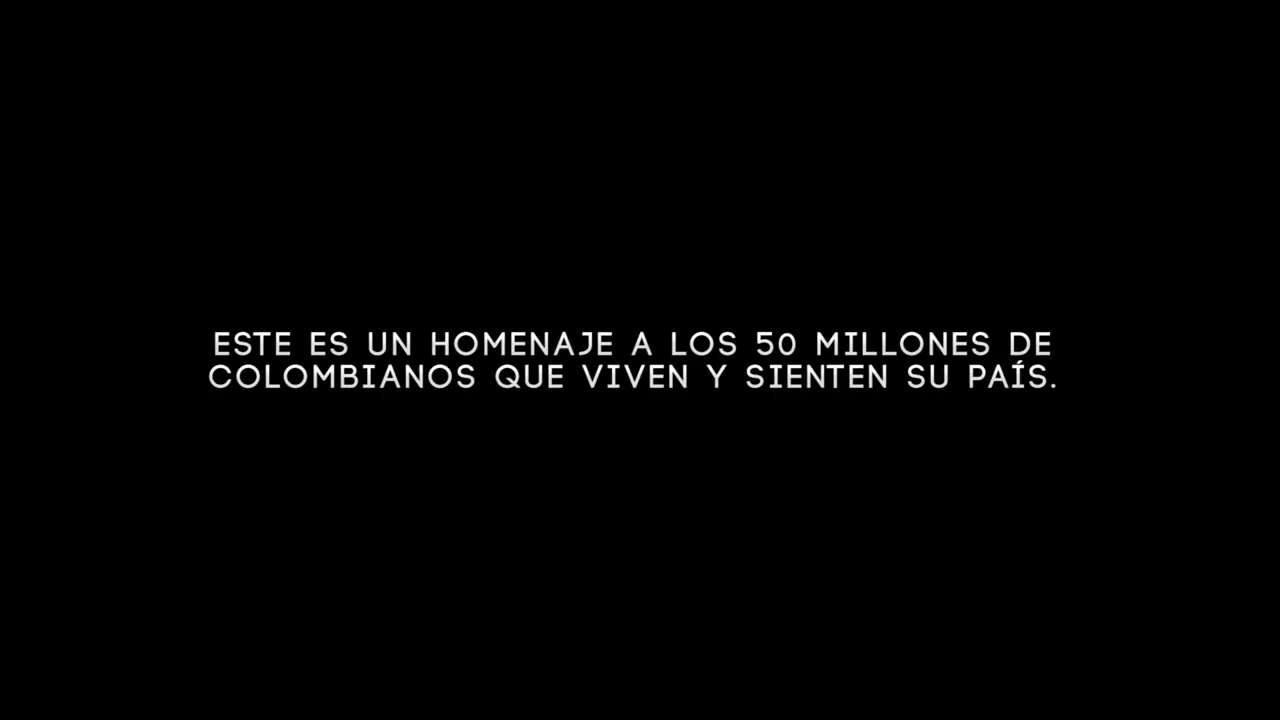 ESTE ES UN HOMENAJE A LOS 50 MILLONES DE
COLOMBIANOS QUE VIVEN Y SIENTEN SU PAÍS.